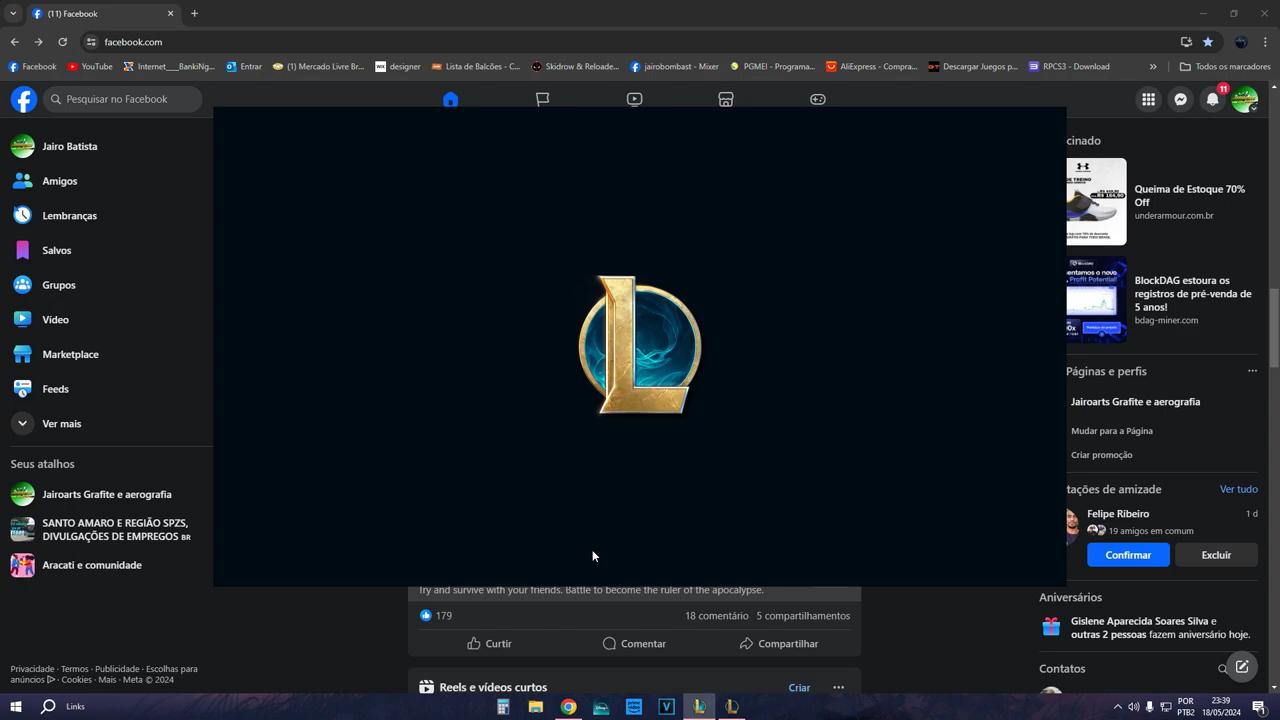 (11) Facebook
facebook.com
Facebook
YouTube
Internet___BankiNg...
Entrar
(1) Mercado Livre Br...
WIX designer
Lista de Balcões – C...
Skidrow & Reloade...
jairobombast - Mixer
PGMEI - Programa...
AliExpress - Compra...
Descargar Juegos p...
RPCS3 - Download
»
Todos os marcadores
Pesquisar no Facebook
11
Jairo Batista
Amigos
Lembranças
Salvos
Grupos
Vídeo
Marketplace
Feeds
Ver mais
Seus atalhos
Jairoarts Grafite e aerografia
SANTO AMARO E REGIÃO SPZS,
DIVULGAÇÕES DE EMPREGOS BR
Aracati e comunidade
Privacidade · Termos · Publicidade · Escolhas para
anúncios · Cookies · Mais · Meta © 2024
L
Try and survive with your friends. Battle to become the ruler of the apocalypse.
179
18 comentário 5 compartilhamentos
Curtir
Comentar
Compartilhar
Reels e vídeos curtos
Criar
cinado
Queima de Estoque 70%
Off
underarmour.com.br
BlockDAG estoura os
registros de pré-venda de
5 anos!
bdag-miner.com
Páginas e perfis
Jairoarts Grafite e aerografia
Mudar para a Página
Criar promoção
tações de amizade
Ver tudo
Felipe Ribeiro
1 d
19 amigos em comum
Confirmar
Excluir
Aniversários
Gislene Aparecida Soares Silva e
outras 2 pessoas fazem aniversário hoje.
Contatos
Links
V
POR
PTB2
23:39
18/05/2024